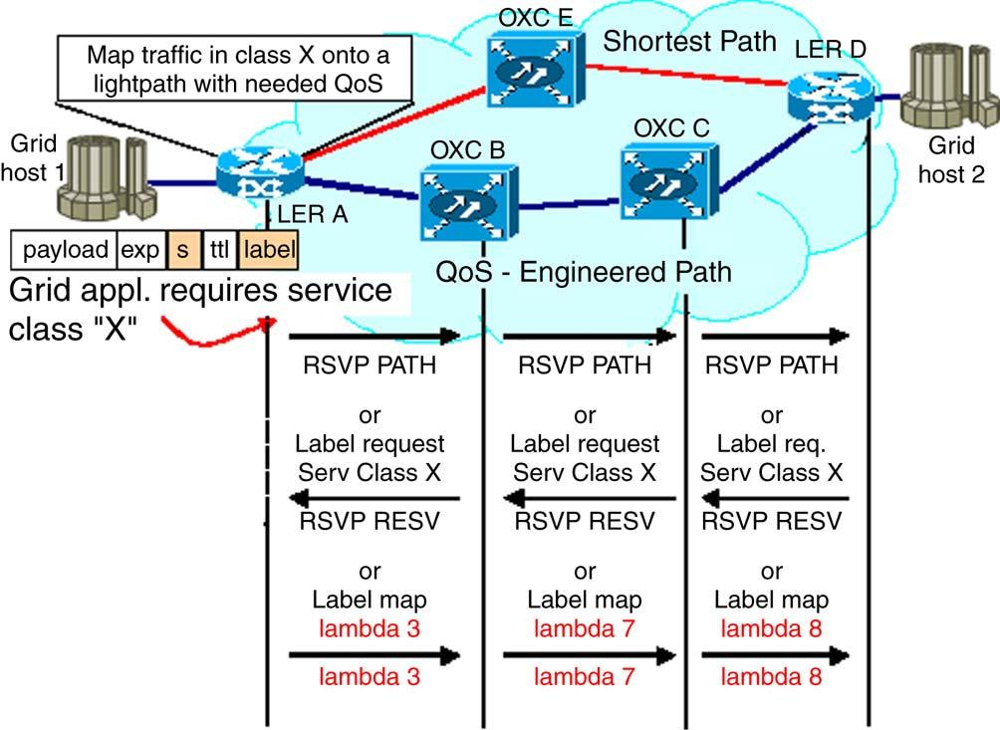 OXC E
Map traffic in class X onto a
lightpath with needed QoS
Shortest Path
LER D
Grid
host 1
OXC B
OXC C
Grid
host 2
LER A
payload exp s ttl label
QoS - Engineered Path
Grid appl. requires service
class "X"
RSVP PATH
RSVP PATH
RSVP PATH
or
Label request
Serv Class X
or
Label request
Serv Class X
or
Label req.
Serv Class X
RSVP RESV
RSVP RESV
RSVP RESV
or
Label map
lambda 3
or
Label map
lambda 7
or
Label map
lambda 8
lambda 3
lambda 7
lambda 8